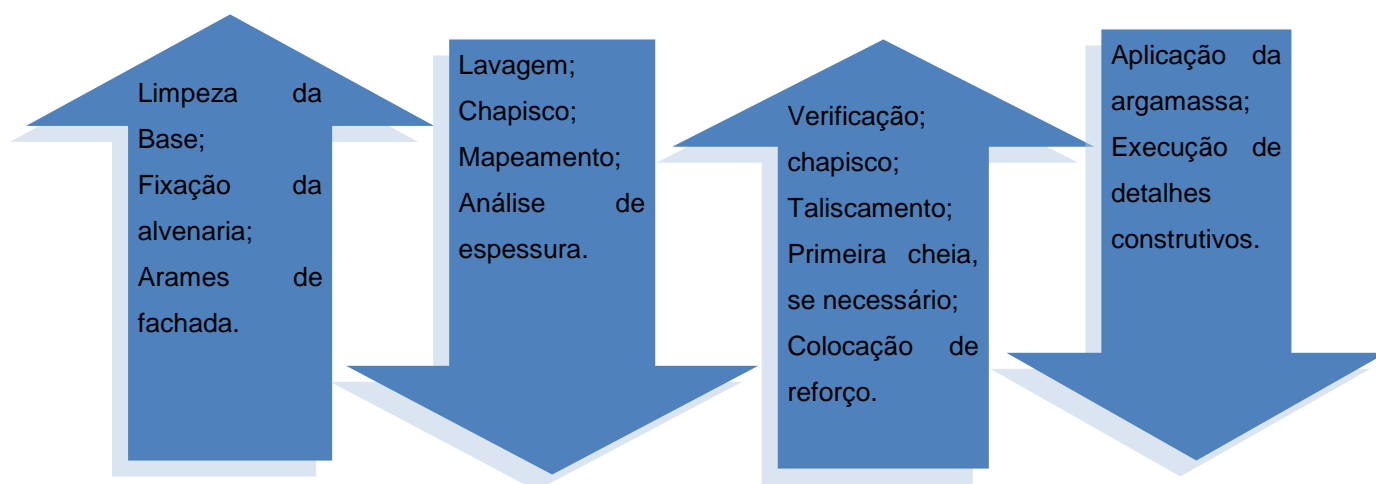 Limpeza da
Base;
Fixação da
alvenaria;
Arames de
fachada.
Lavagem;
Chapisco;
Mapeamento;
Análise de
espessura.
Verificação;
chapisco;
Taliscamento;
Primeira cheia,
se necessário;
Colocação de
reforço.
Aplicação da
argamassa;
Execução de
detalhes
construtivos.